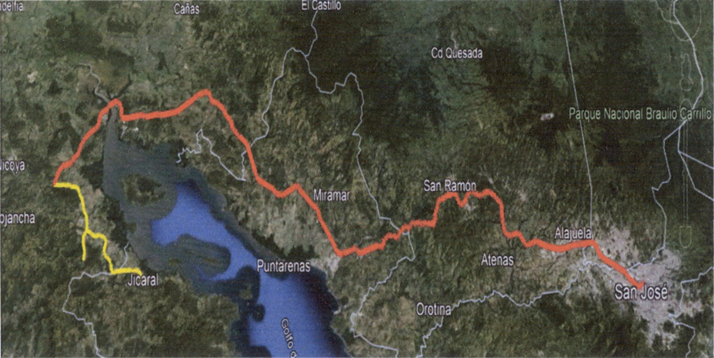 Cañas
El Castillo
Cd Quesada
Parque Nacional Braulio Carrillo
Nicoya
Miramar
San Ramón
Alajuela
Puntarenas
Atenas
Jicaral
San José
Orotina
Golfo d